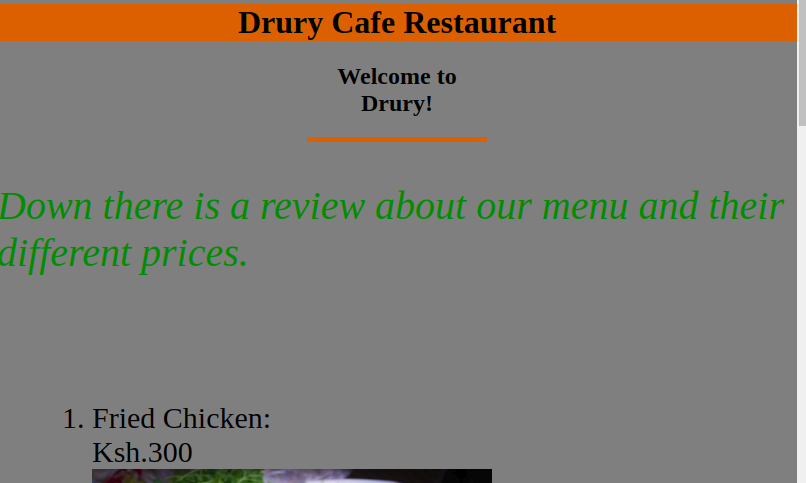 Drury Cafe Restaurant
Welcome to
Drury!
Down there is a review about our menu and their
different prices.
1. Fried Chicken:
Ksh.300